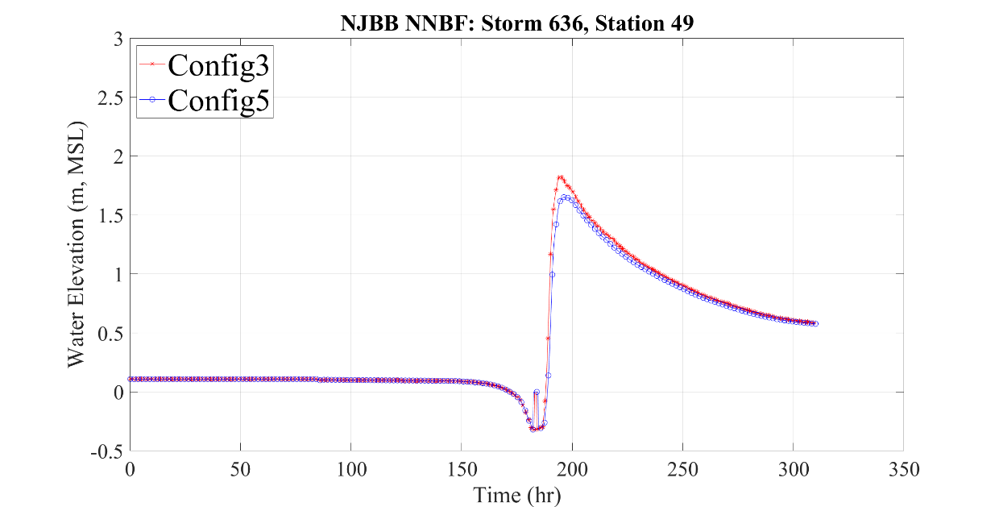 NJBB NNBF: Storm 636, Station 49
Config3
Config5
Water Elevation (m, MSL)
3
2.5
2
1.5
1
0.5
0
-0.5
0 50 100 150 200 250 300 350
Time (hr)